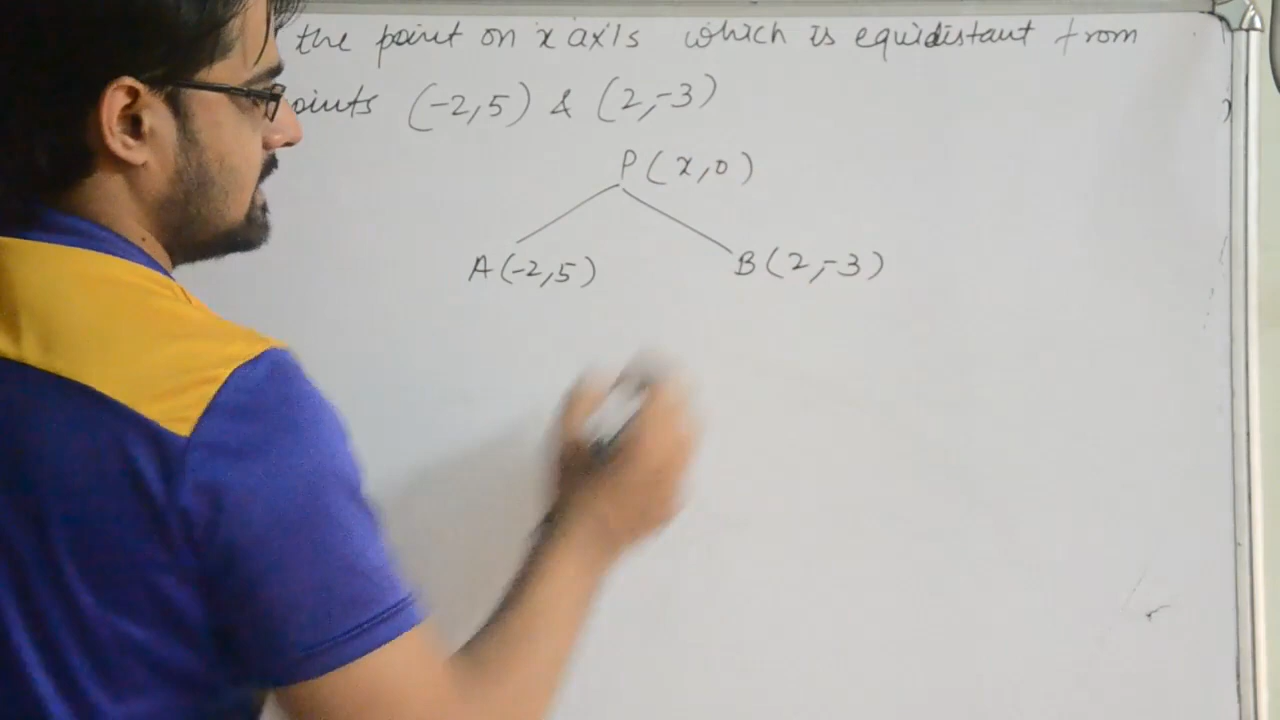 the point on x axis which is equidistant from
oints (-2,5) & (2,-3)
P(x,0)
A(-2,5) B(2,-3)